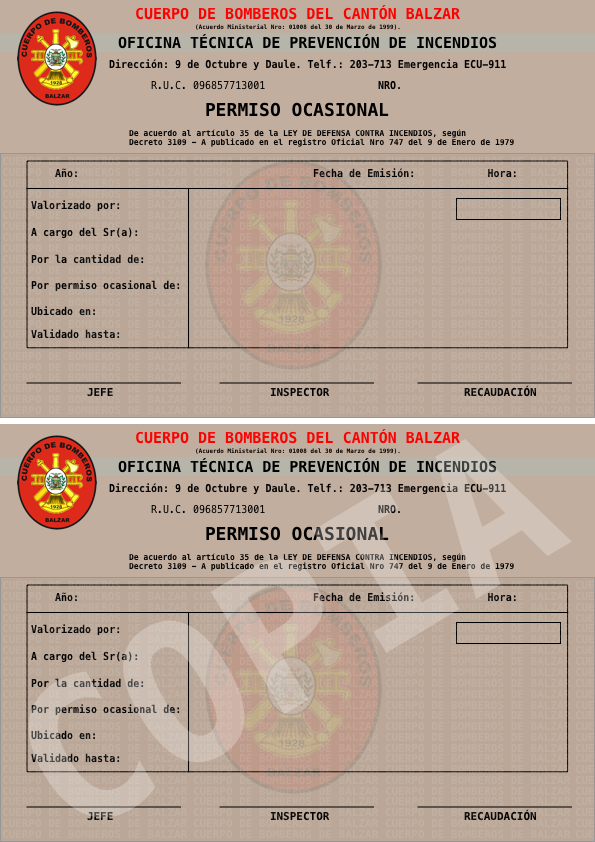 CUERPO DE BOMBEROS DEL CANTÓN BALZAR
(Acuerdo Ministerial Nro: 01008 del 30 de Marzo de 1999).
OFICINA TÉCNICA DE PREVENCIÓN DE INCENDIOS
Dirección: 9 de Octubre y Daule. Telf.: 203-713 Emergencia ECU-911
R.U.C. 096857713001 NRO.
PERMISO OCASIONAL
De acuerdo al artículo 35 de la LEY DE DEFENSA CONTRA INCENDIOS, según
Decreto 3109 - A publicado en el registro Oficial Nro 747 del 9 de Enero de 1979
CUERPO DE BOMBEROS
1928
BALZAR
Año: Fecha de Emisión: Hora:
Valorizado por:
A cargo del Sr(a):
Por la cantidad de:
Por permiso ocasional de:
Ubicado en:
Validado hasta:
CUERPO DE BOMBEROS
1928
BALZAR
JEFE INSPECTOR RECAUDACIÓN
CUERPO DE BOMBEROS DEL CANTÓN BALZAR
(Acuerdo Ministerial Nro: 01008 del 30 de Marzo de 1999).
OFICINA TÉCNICA DE PREVENCIÓN DE INCENDIOS
Dirección: 9 de Octubre y Daule. Telf.: 203-713 Emergencia ECU-911
R.U.C. 096857713001 NRO.
PERMISO OCASIONAL
De acuerdo al artículo 35 de la LEY DE DEFENSA CONTRA INCENDIOS, según
Decreto 3109 - A publicado en el registro Oficial Nro 747 del 9 de Enero de 1979
CUERPO DE BOMBEROS
1928
BALZAR
Año: Fecha de Emisión: Hora:
Valorizado por:
A cargo del Sr(a):
Por la cantidad de:
Por permiso ocasional de:
Ubicado en:
Validado hasta:
CUERPO DE BOMBEROS
1928
BALZAR
JEFE INSPECTOR RECAUDACIÓN
COPIA